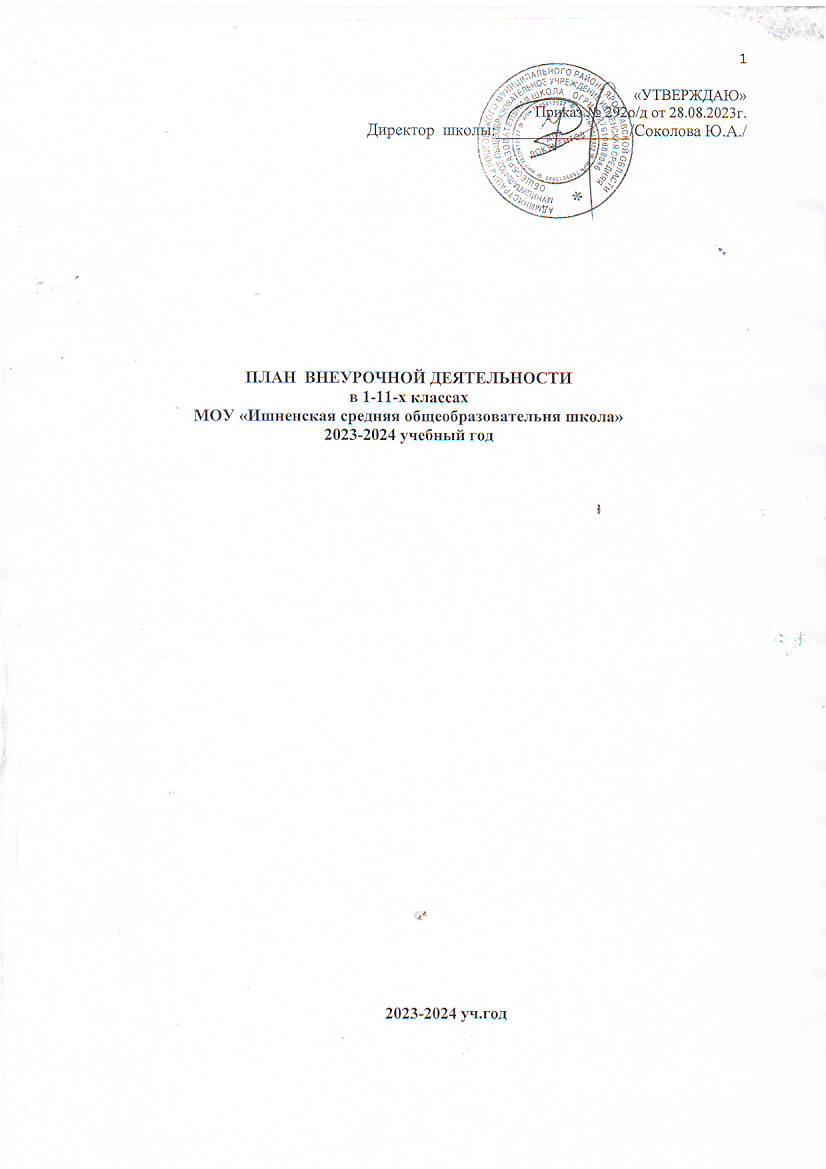 1
«УТВЕРЖДАЮ»
Приказ № 292о/д от 28.08.2023г.
Директор школы: /Соколова Ю.А./
ДОКУМЕНТОВ
ПЛАН ВНЕУРОЧНОЙ ДЕЯТЕЛЬНОСТИ
в 1-11-х классах
МОУ «Ишненская средняя общеобразовательня школа»
2023-2024 учебный год
2023-2024 уч.год